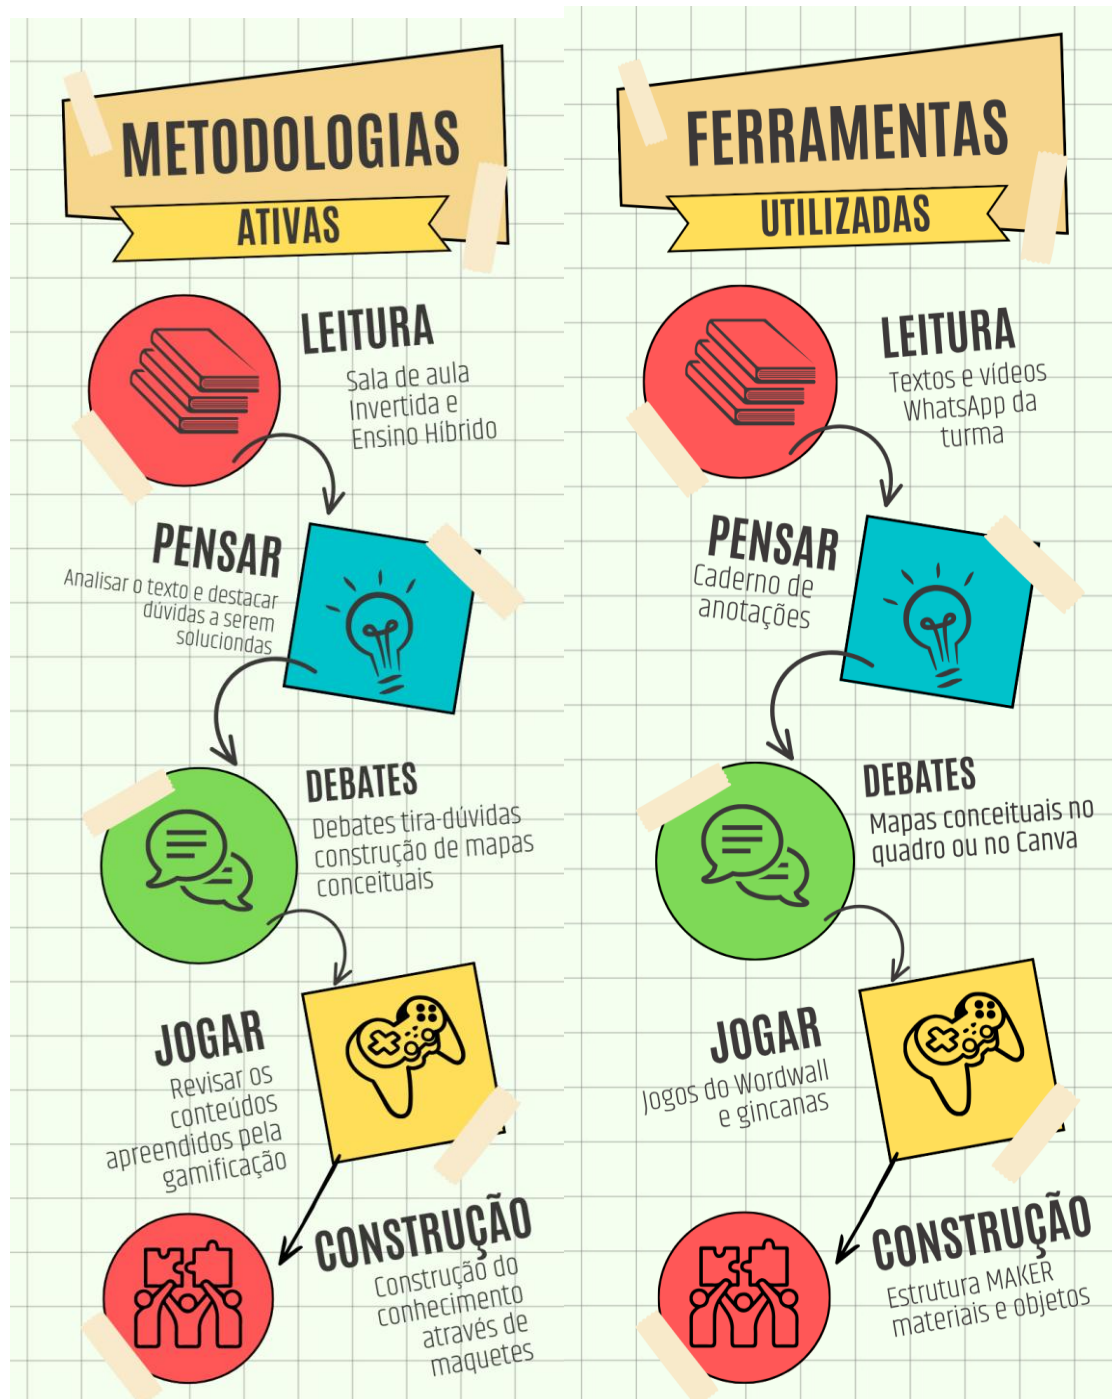 METODOLOGIAS
ATIVAS
LEITURA
Sala de aula
Invertida e
Ensino Híbrido
PENSAR
Analisar o texto e destacar
dúvidas a serem
soluciondas
DEBATES
Debates tira-dúvidas
construção de mapas
conceituais
JOGAR
Revisar os
conteúdos
apreendidos pela
gamificação
CONSTRUÇÃO
Construção do
conhecimento
através de
maquetes
FERRAMENTAS
UTILIZADAS
LEITURA
Textos e vídeos
WhatsApp da
turma
PENSAR
Caderno de
anotações
DEBATES
Mapas conceituais no
quadro ou no Canva
JOGAR
Jogos do Wordwall
e gincanas
CONSTRUÇÃO
Estrutura MAKER
materiais e objetos